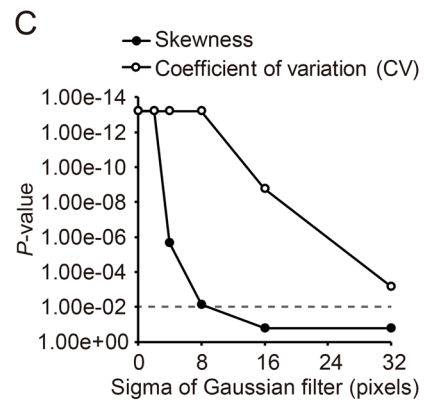 C
Skewness
Coefficient of variation (CV)
1.00e-14
1.00e-12
1.00e-10
1.00e-08
1.00e-06
1.00e-04
1.00e-02
1.00e+00
P-value
0 8 16 24 32
Sigma of Gaussian filter (pixels)